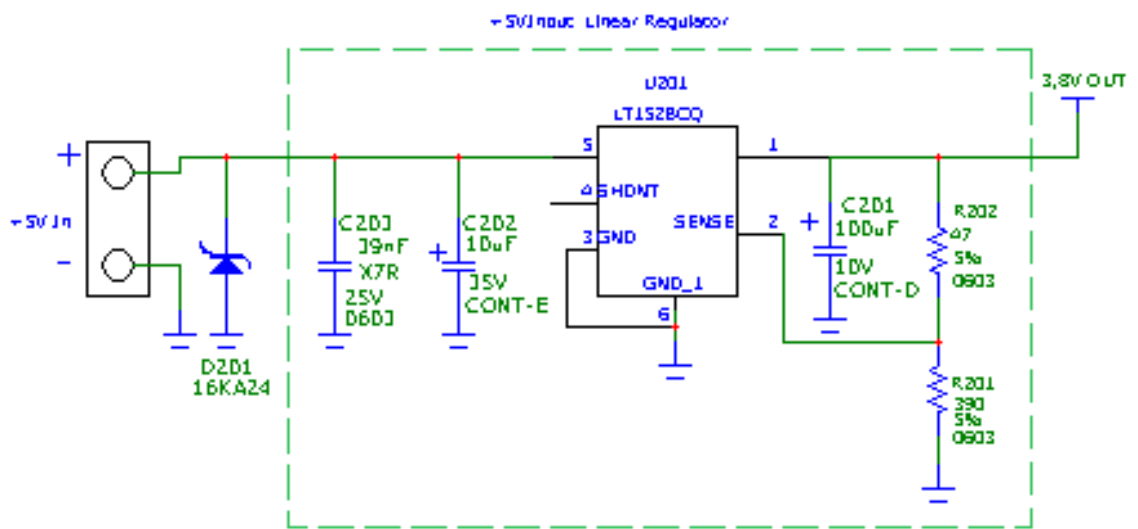 +5V Input Linear Regulator
U201
LT1528CQ
3,8V OUT
+
+5V In
-
5
4
SHDN
3
GND
GND_1
6
1
SENSE
2
C203
39nF
X7R
25V
0603
+
C202
10uF
35V
CONT-E
+
C201
100uF
10V
CONT-D
R202
47
5%
0603
R201
390
5%
0603
D201
16KA24